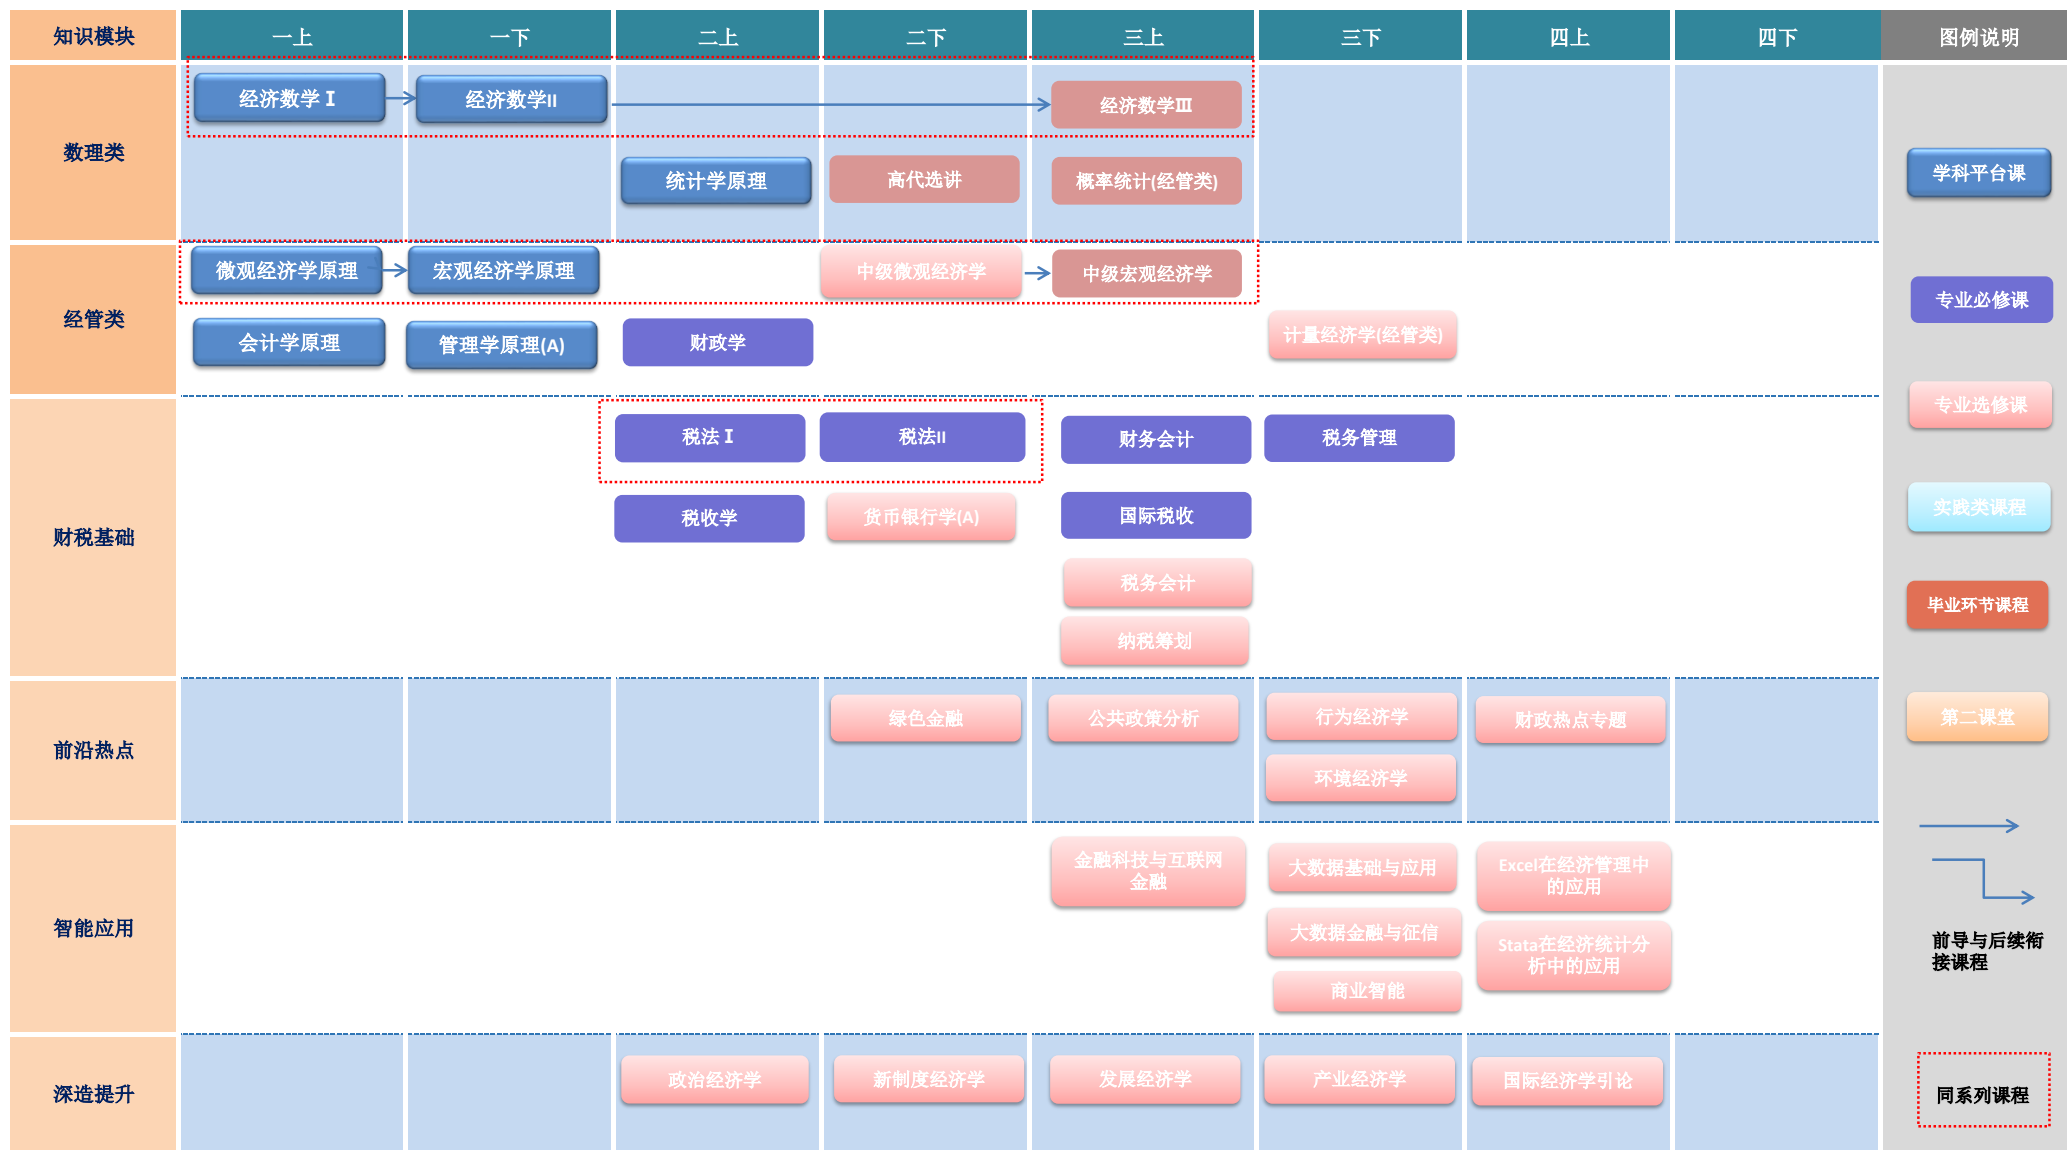 知识模块
一上
一下
二上
二下
三上
三下
四上
四下
图例说明
数理类
经济数学Ⅰ
经济数学II
经济数学Ⅲ
统计学原理
高代选讲
概率统计(经管类)
经管类
微观经济学原理
宏观经济学原理
中级微观经济学
中级宏观经济学
会计学原理
管理学原理(A)
财政学
计量经济学(经管类)
财税基础
税法Ⅰ
税法II
财务会计
税务管理
税收学
货币银行学(A)
国际税收
税务会计
纳税筹划
前沿热点
绿色金融
公共政策分析
行为经济学
财政热点专题
环境经济学
智能应用
金融科技与互联网
金融
大数据基础与应用
Excel在经济管理中
的应用
大数据金融与征信
Stata在经济统计分
析中的应用
商业智能
深造提升
政治经济学
新制度经济学
发展经济学
产业经济学
国际经济学引论
学科平台课
专业必修课
专业选修课
实践类课程
毕业环节课程
第二课堂
前导与后续衔
接课程
同系列课程